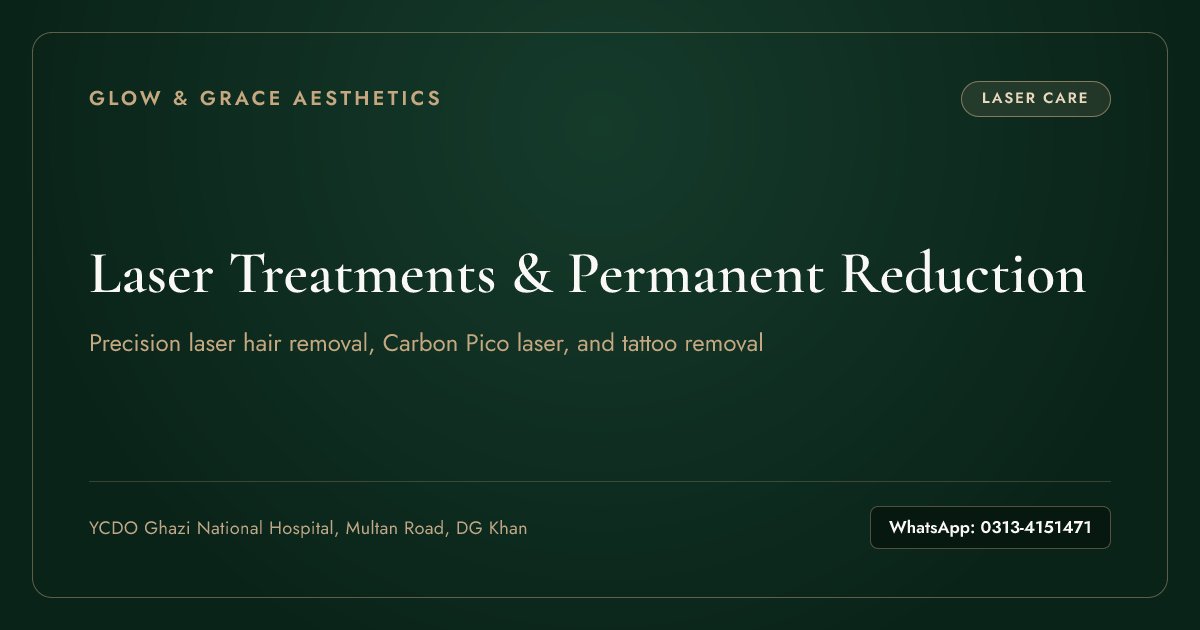 GLOW & GRACE AESTHETICS
LASER CARE
Laser Treatments & Permanent Reduction
Precision laser hair removal, Carbon Pico laser, and tattoo removal
YCDO Ghazi National Hospital, Multan Road, DG Khan
WhatsApp: 0313-4151471